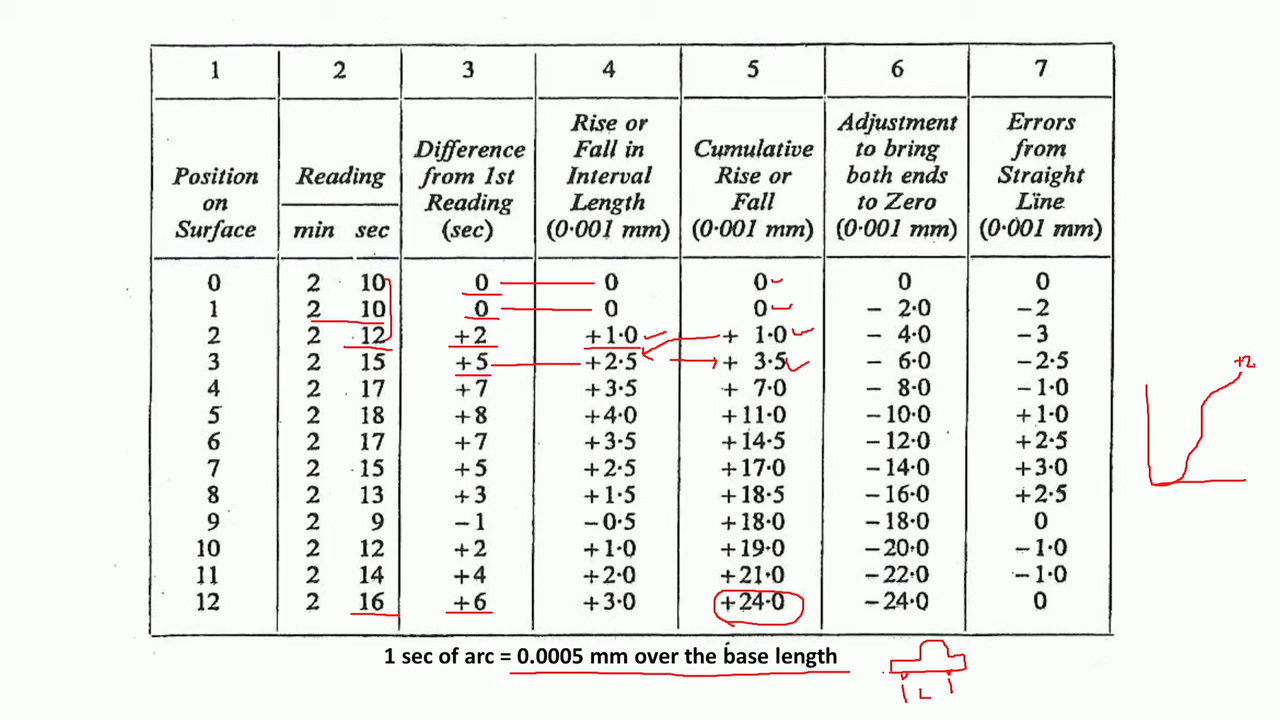 1 2 3 4 5 6 7
Position on Surface Reading min sec Difference from 1st Reading (sec) Rise or Fall in Interval Length (0·001 mm) Cumulative Rise or Fall (0·001 mm) Adjustment to bring both ends to Zero (0·001 mm) Errors from Straight Line (0·001 mm)
0 2 10 0 0 0 0 0
1 2 10 0 0 0 − 2·0 −2
2 2 12 +2 +1·0 + 1·0 − 4·0 −3
3 2 15 +5 +2·5 + 3·5 − 6·0 −2·5
4 2 17 +7 +3·5 + 7·0 − 8·0 −1·0
5 2 18 +8 +4·0 +11·0 −10·0 +1·0
6 2 17 +7 +3·5 +14·5 −12·0 +2·5
7 2 15 +5 +2·5 +17·0 −14·0 +3·0
8 2 13 +3 +1·5 +18·5 −16·0 +2·5
9 2 9 −1 −0·5 +18·0 −18·0 0
10 2 12 +2 +1·0 +19·0 −20·0 −1·0
11 2 14 +4 +2·0 +21·0 −22·0 −1·0
12 2 16 +6 +3·0 +24·0 −24·0 0
+2
1 sec of arc = 0.0005 mm over the base length
L